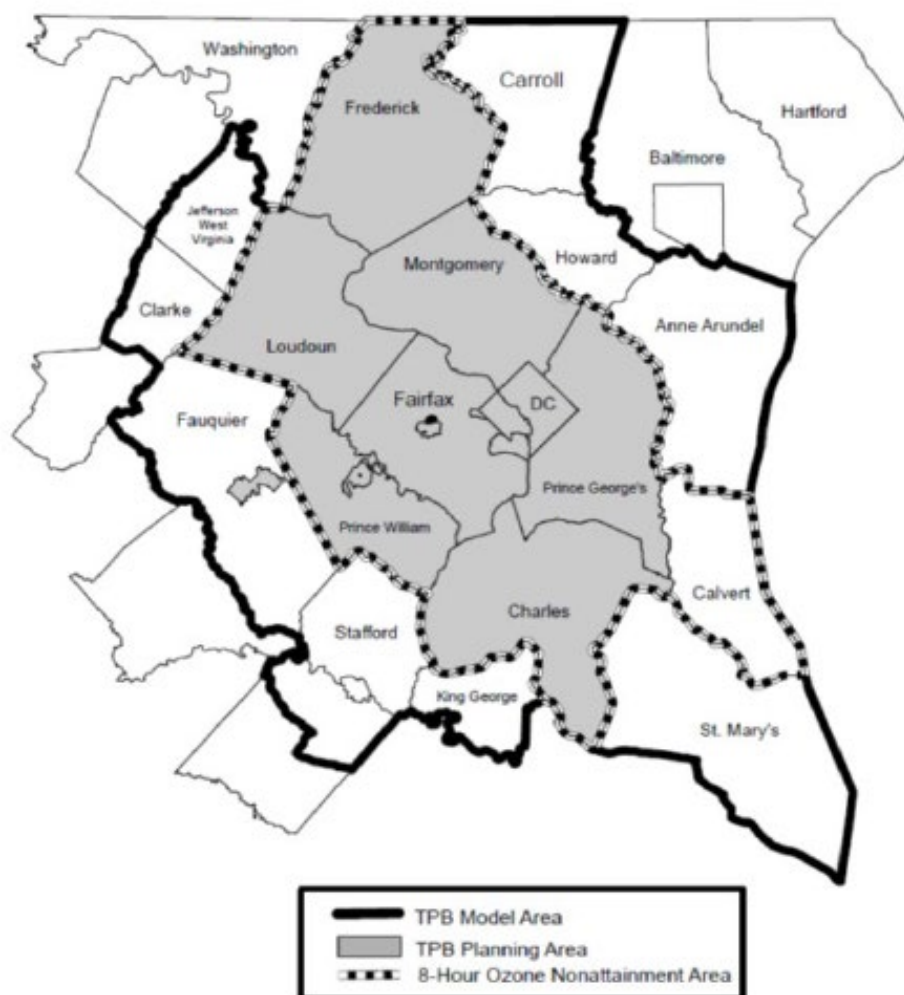 Washington
Carroll
Frederick
Hartford
Baltimore
Jefferson
West
Virginia
Howard
Montgomery
Clarke
Anne Arundel
Loudoun
Fairfax
DC
Fauquier
Prince George's
Prince William
Calvert
Charles
Stafford
King George
St. Mary's
TPB Model Area
TPB Planning Area
8-Hour Ozone Nonattainment Area